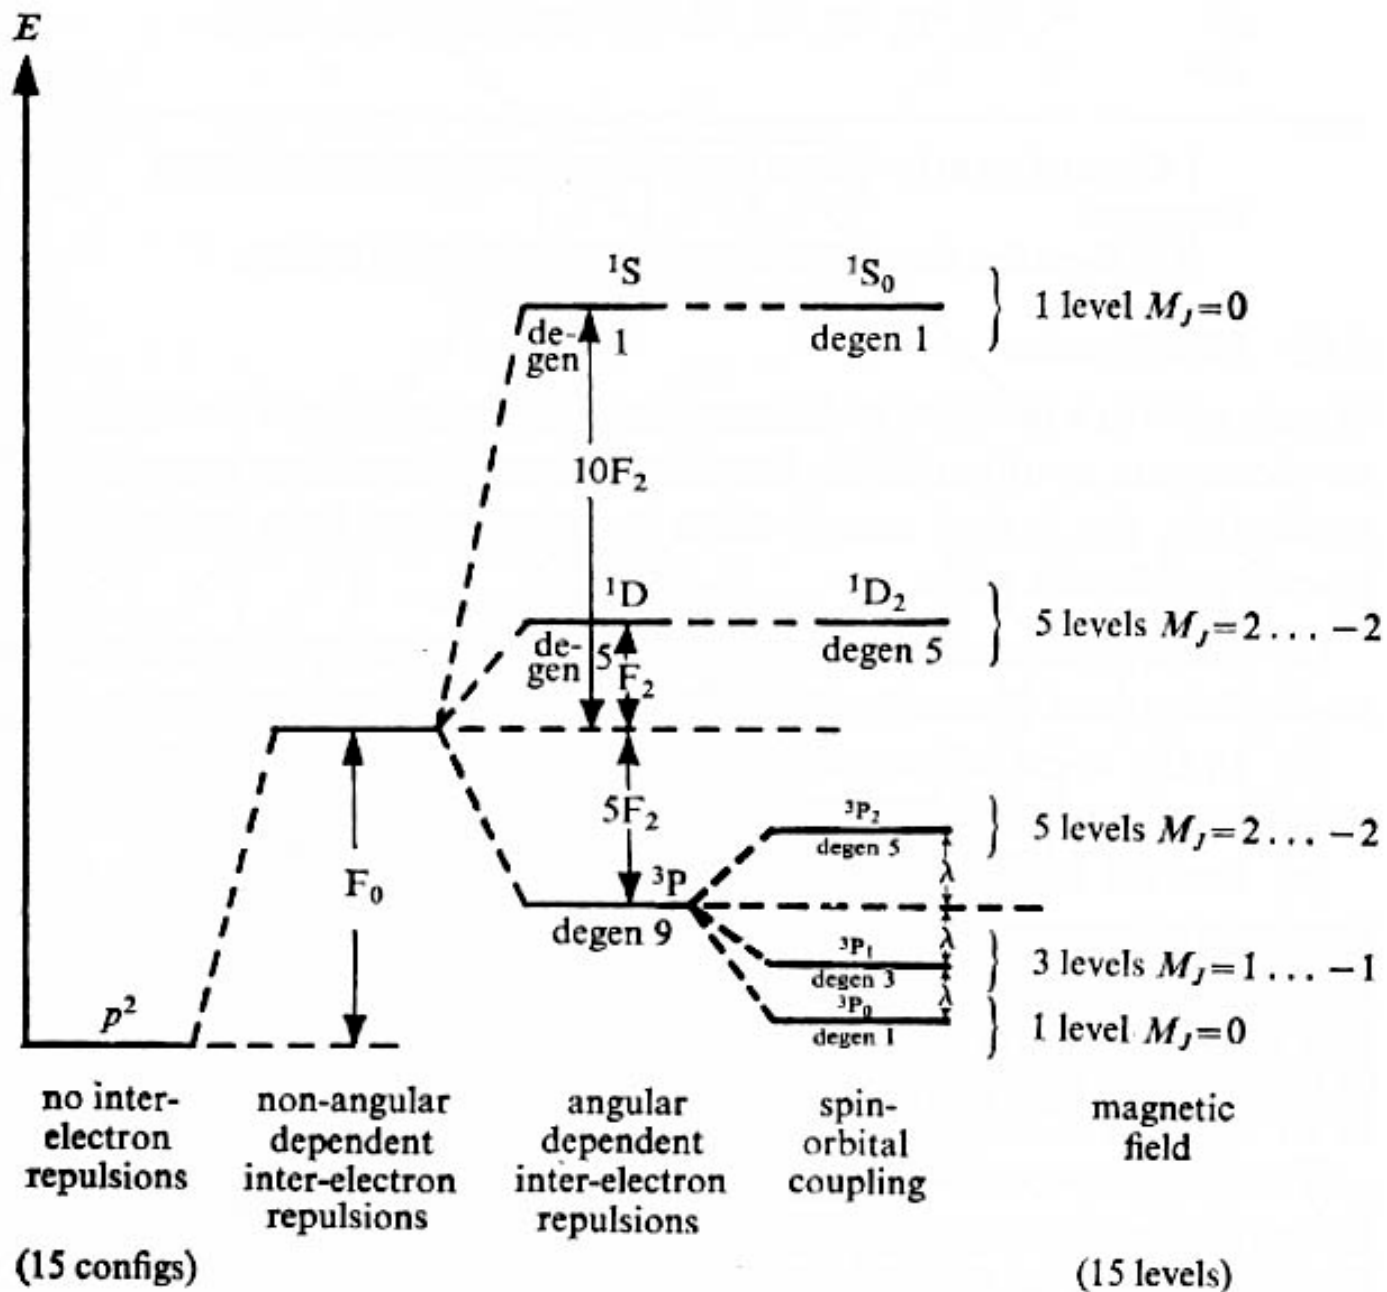 E
¹S
¹S₀
de-
gen
1
degen 1
} 1 level M_J=0
10F₂
¹D
¹D₂
de-
gen
5
F₂
degen 5
} 5 levels M_J=2 . . . −2
F₀
5F₂
³P
degen 9
³P₂
degen 5
} 5 levels M_J=2 . . . −2
λ
λ
³P₁
degen 3
} 3 levels M_J=1 . . . −1
λ
³P₀
degen 1
} 1 level M_J=0
p²
no inter-
electron
repulsions
non-angular
dependent
inter-electron
repulsions
angular
dependent
inter-electron
repulsions
spin-
orbital
coupling
magnetic
field
(15 configs)
(15 levels)